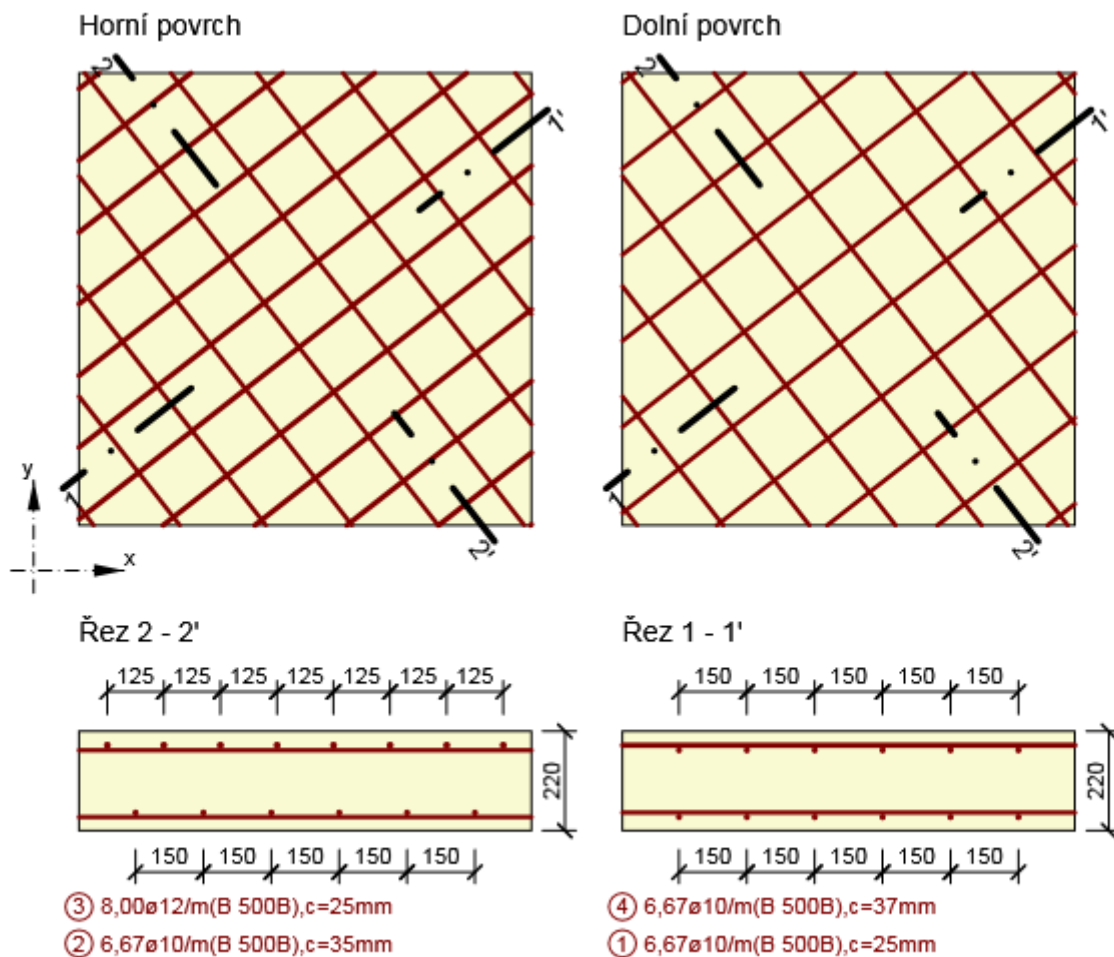 Horní povrch
Dolní povrch
2
1'
2
1'
1
2'
1
2'
y
x
Řez 2 - 2'
Řez 1 - 1'
125 125 125 125 125 125 125
150 150 150 150 150
220
220
150 150 150 150 150
150 150 150 150 150
3 8,00ø12/m(B 500B),c=25mm
4 6,67ø10/m(B 500B),c=37mm
2 6,67ø10/m(B 500B),c=35mm
1 6,67ø10/m(B 500B),c=25mm